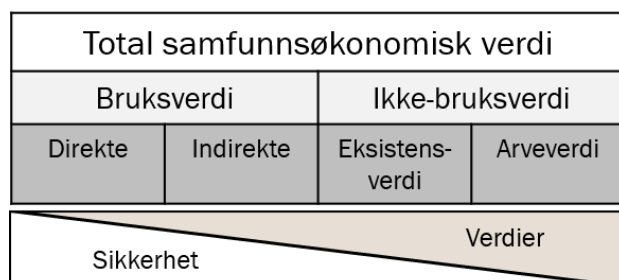 Total samfunnsøkonomisk verdi
Bruksverdi
Ikke-bruksverdi
Direkte
Indirekte
Eksistens-
verdi
Arveverdi
Verdier
Sikkerhet